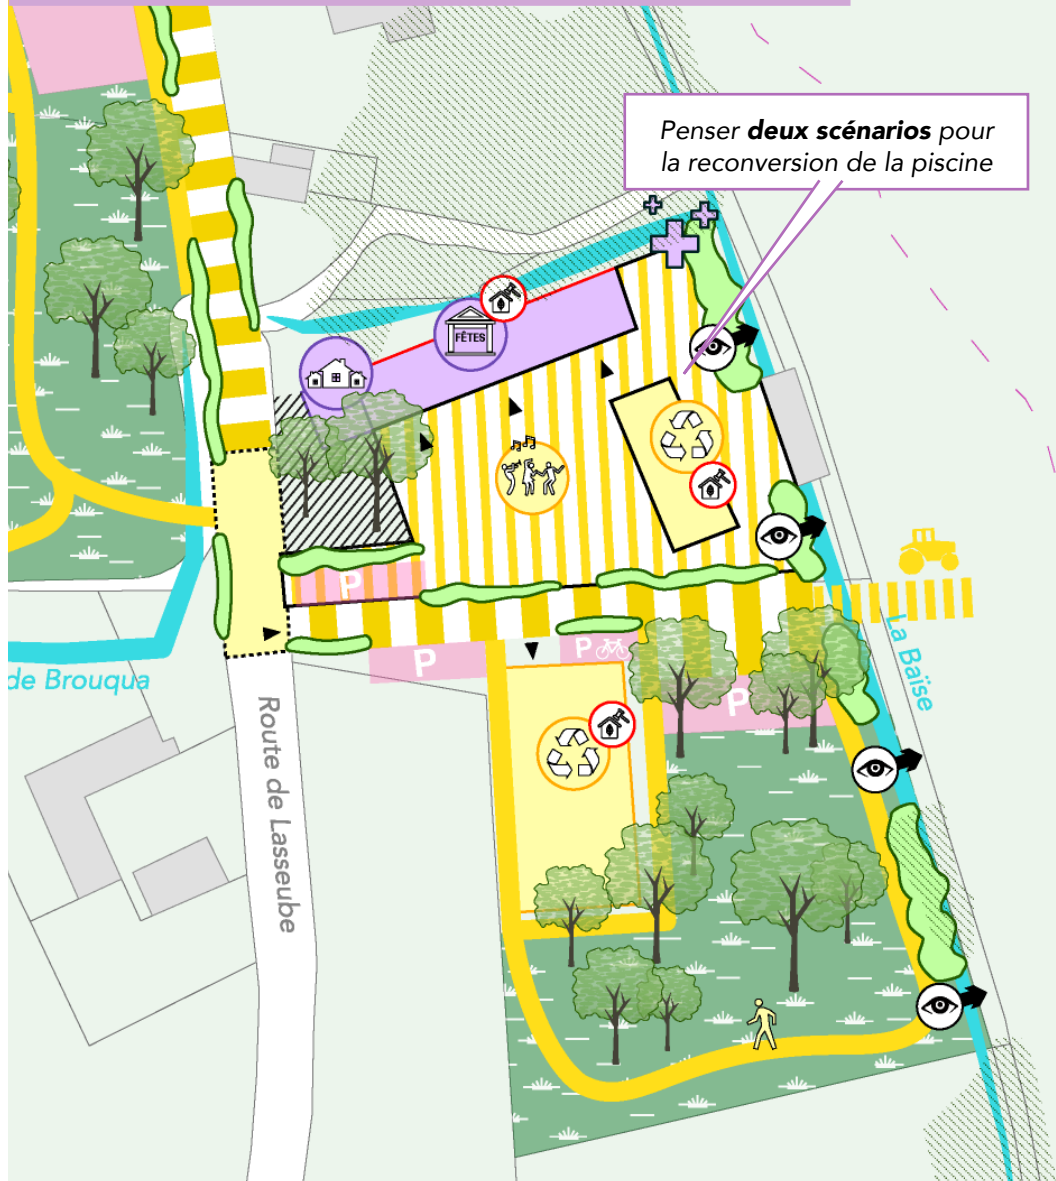 Penser deux scénarios pour
la reconversion de la piscine
FÊTES
P
P
P
P
de Brouqua
La Baïse
Route de Lasseube